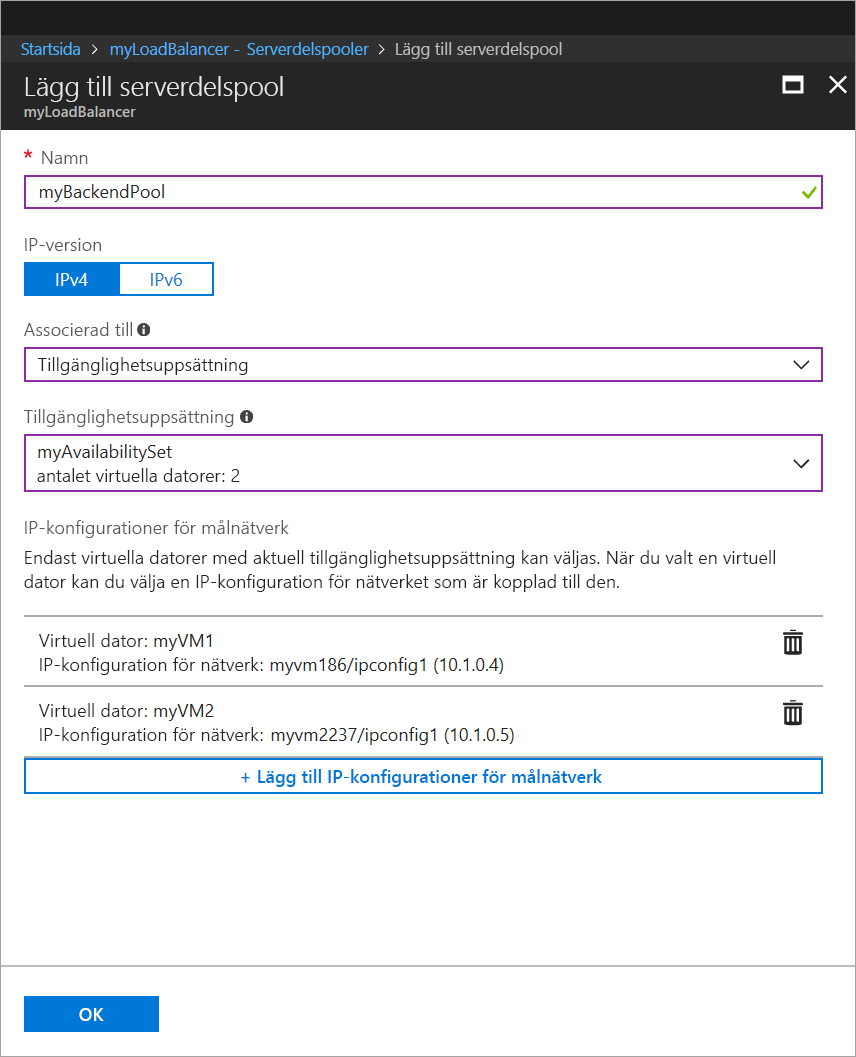 Startsida > myLoadBalancer - Serverdelspooler > Lägg till serverdelspool
Lägg till serverdelspool
myLoadBalancer
* Namn
myBackendPool
IP-version
IPv4 IPv6
Associerad till
Tillgänglighetsuppsättning
Tillgänglighetsuppsättning
myAvailabilitySet
antalet virtuella datorer: 2
IP-konfigurationer för målnätverk
Endast virtuella datorer med aktuell tillgänglighetsuppsättning kan väljas. När du valt en virtuell
dator kan du välja en IP-konfiguration för nätverket som är kopplad till den.
Virtuell dator: myVM1
IP-konfiguration för nätverk: myvm186/ipconfig1 (10.1.0.4)
Virtuell dator: myVM2
IP-konfiguration för nätverk: myvm2237/ipconfig1 (10.1.0.5)
+ Lägg till IP-konfigurationer för målnätverk
OK